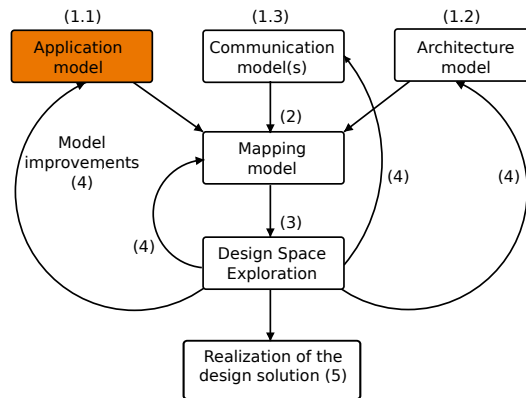 (1.1)
(1.3)
(1.2)
Application
model
Communication
model(s)
Architecture
model
(2)
Model
improvements
(4)
Mapping
model
(4)
(4)
(3)
(4)
Design Space
Exploration
Realization of the
design solution (5)